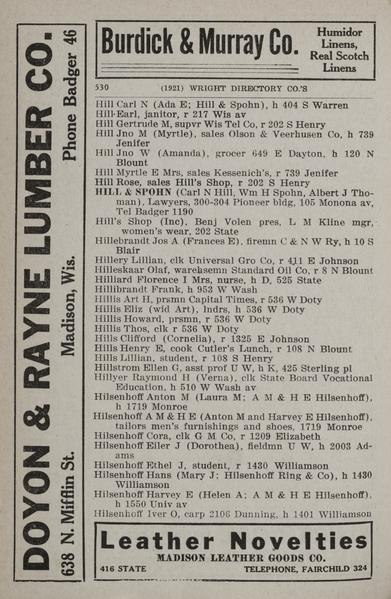 DOYON & RAYNE LUMBER CO.
638 N. Mifflin St. Madison, Wis. Phone Badger 46
Burdick & Murray Co.
Humidor
Linens,
Real Scotch
Linens
530 (1921) WRIGHT DIRECTORY CO.'S
Hill Carl N (Ada E; Hill & Spohn), h 404 S Warren
Hill Earl, janitor, r 217 Wis av
Hill Gertrude M, supvr Wis Tel Co, r 202 S Henry
Hill Jno M (Myrtle), sales Olson & Veerhusen Co, h 739
Jenifer
Hill Jno W (Amanda), grocer 649 E Dayton, h 120 N
Blount
Hill Myrtle E Mrs, sales Kessenich's, r 739 Jenifer
Hill Rose, sales Hill's Shop, r 202 S Henry
HILL & SPOHN (Carl N Hill, Wm H Spohn, Albert J Tho-
man), Lawyers, 300-304 Pioneer bldg, 105 Monona av,
Tel Badger 1190
Hill's Shop (Inc), Benj Volen pres, L M Kline mgr,
women's wear, 202 State
Hillebrandt Jos A (Frances E), firemn C & N W Ry, h 10 S
Blair
Hillery Lillian, clk Universal Gro Co, r 411 E Johnson
Hilleskaar Olaf, warehsemn Standard Oil Co, r 8 N Blount
Hilliard Florence I Mrs, nurse, h D, 525 State
Hillibrandt Frank, h 953 W Wash
Hillis Art H, prsmn Capital Times, r 536 W Doty
Hillis Eliz (wid Art), lndrs, h 536 W Doty
Hillis Howard, prsmn, r 536 W Doty
Hillis Thos, clk r 536 W Doty
Hills Clifford (Cornelia), r 1325 E Johnson
Hills Henry E, cook Cutler's Lunch, r 108 N Blount
Hills Lillian, student, r 108 S Henry
Hillstrom Ellen G, asst prof U W, h K, 425 Sterling pl
Hillyer Raymond H (Verna), clk State Board Vocational
Education, h 510 W Wash av
Hilsenhoff Anton M (Laura M; A M & H E Hilsenhoff),
h 1719 Monroe
Hilsenhoff A M & H E (Anton and Harvey E Hilsenhoff),
tailors men's furnishings and shoes, 1719 Monroe
Hilsenhoff Cora, clk G M Co, r 1209 Elizabeth
Hilsenhoff Eiler J (Dorothea), fieldmn U W, h 2003 Ad-
ams
Hilsenhoff Ethel J, student, r 1430 Williamson
Hilsenhoff Hans (Mary J; Hilsenhoff Ring & Co), h 1430
Williamson
Hilsenhoff Harvey E (Helen A; A M & H E Hilsenhoff),
h 1550 Univ av
Hilsenhoff Iver O, carp 2106 Dunning, h 1401 Williamson
Leather Novelties
MADISON LEATHER GOODS CO.
416 STATE TELEPHONE, FAIRCHILD 324